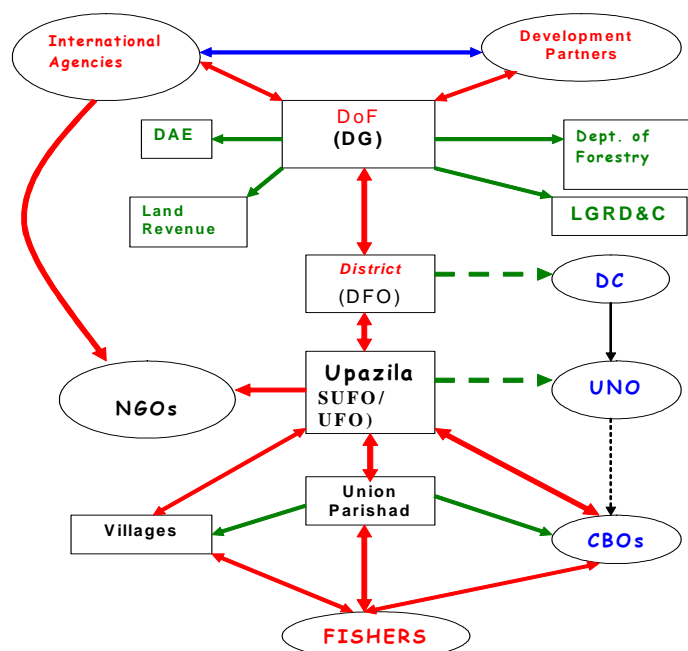 International
Agencies
Development
Partners
DoF
(DG)
DAE
Dept. of
Forestry
Land
Revenue
LGRD&C
District
(DFO)
DC
Upazila
SUFO/
UFO)
NGOs
UNO
Union
Parishad
Villages
CBOs
FISHERS